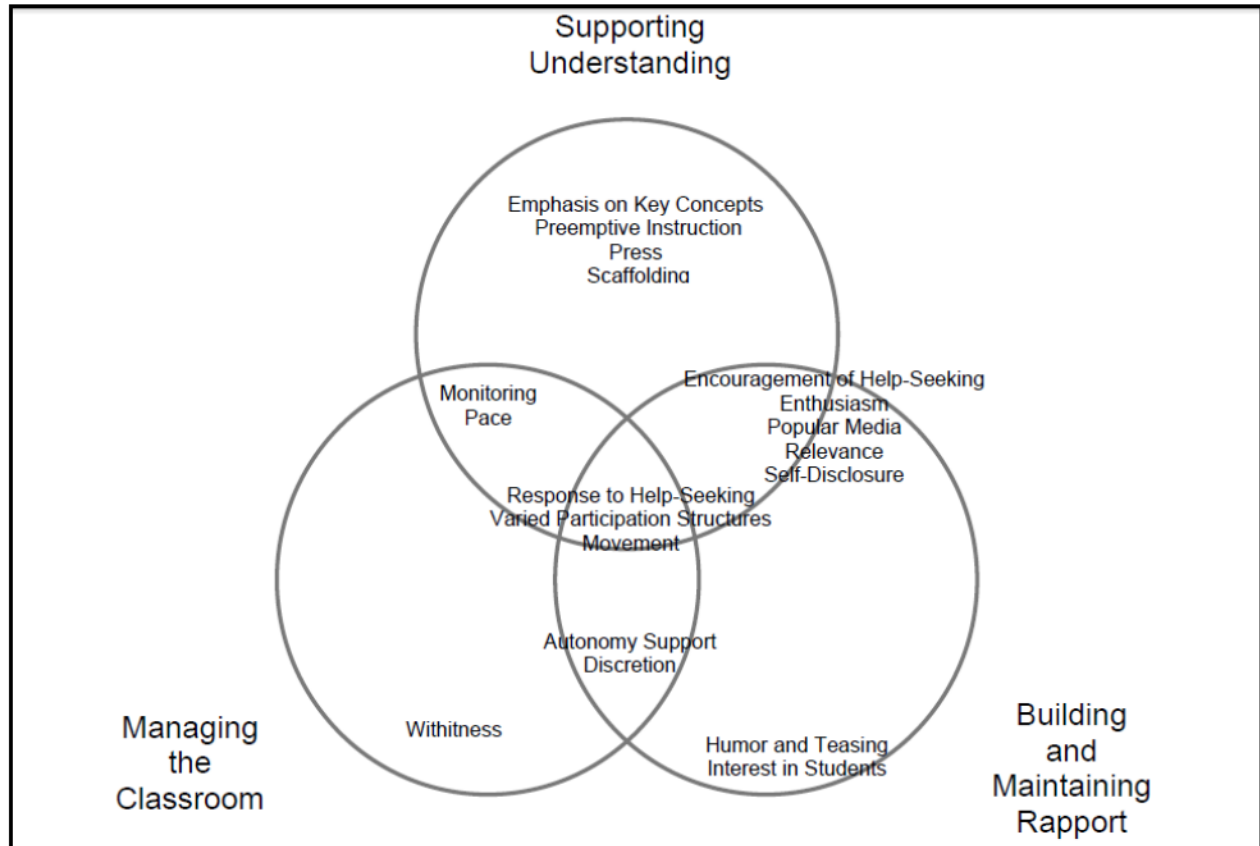 Supporting
Understanding
Emphasis on Key Concepts
Preemptive Instruction
Press
Scaffolding
Monitoring
Pace
Encouragement of Help-Seeking
Enthusiasm
Popular Media
Relevance
Self-Disclosure
Response to Help-Seeking
Varied Participation Structures
Movement
Autonomy Support
Discretion
Withitness
Humor and Teasing
Interest in Students
Managing
the
Classroom
Building
and
Maintaining
Rapport